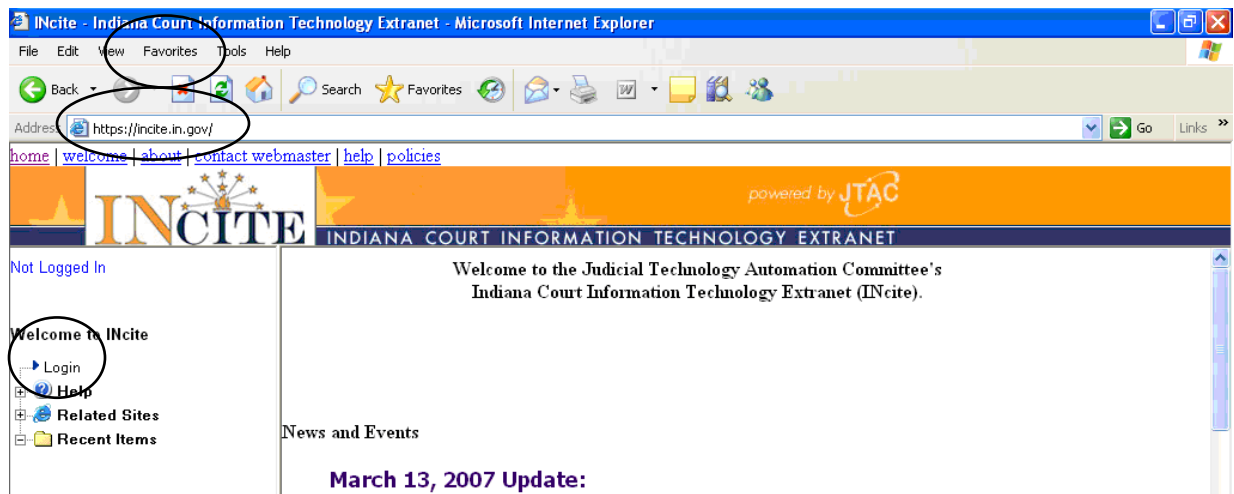 INcite - Indiana Court Information Technology Extranet - Microsoft Internet Explorer
File Edit View Favorites Tools Help
Back Search Favorites
Address https://incite.in.gov/ Go Links »
home | welcome | about | contact webmaster | help | policies
powered by JTAC
INCITE INDIANA COURT INFORMATION TECHNOLOGY EXTRANET
Not Logged In
Welcome to INcite
Login
Help
Related Sites
Recent Items
Welcome to the Judicial Technology Automation Committee's
Indiana Court Information Technology Extranet (INcite).
News and Events
March 13, 2007 Update: